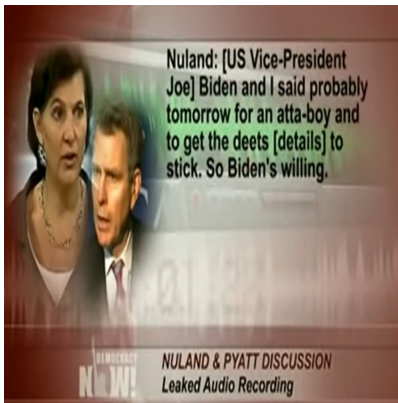 Nuland: [US Vice-President
Joe] Biden and I said probably
tomorrow for an atta-boy and
to get the deets [details] to
stick. So Biden's willing.
DEMOCRACY
NOW!
NULAND & PYATT DISCUSSION
Leaked Audio Recording